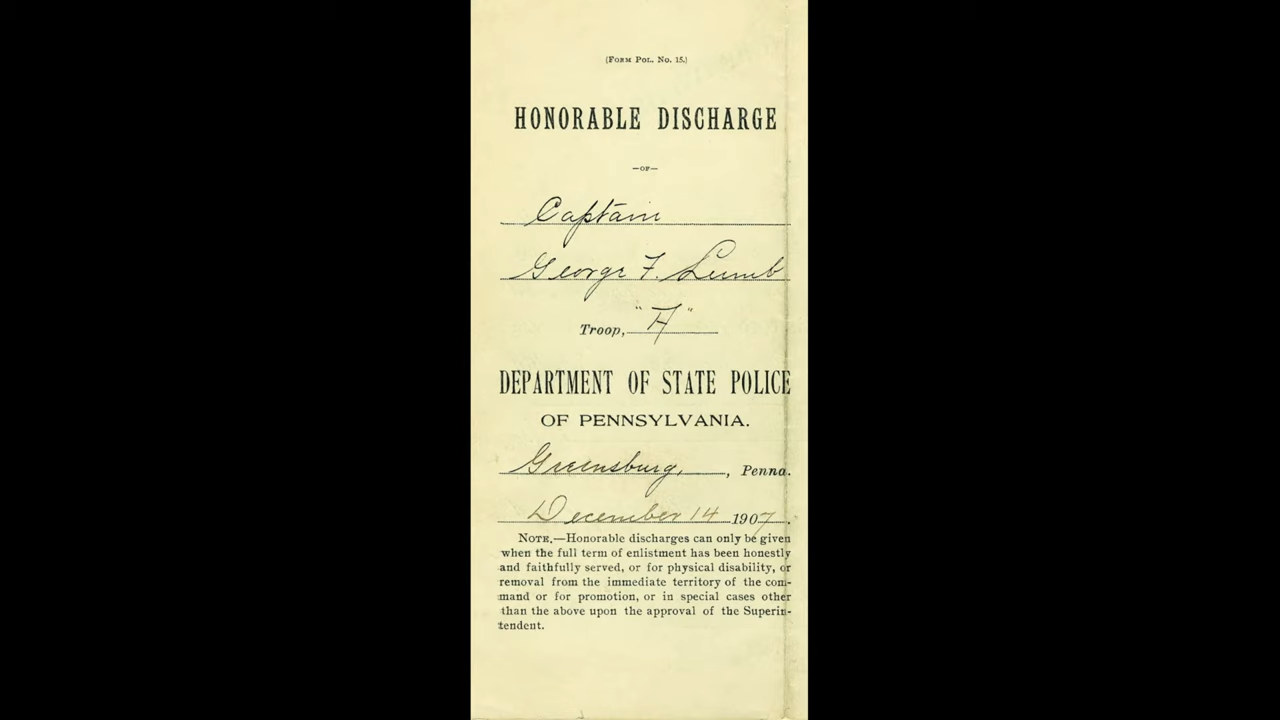 (Form Pol. No. 15.)
HONORABLE DISCHARGE
—OF—
Captain
George F. Lumb
Troop, "A"
DEPARTMENT OF STATE POLICE
OF PENNSYLVANIA.
Greensburg, , Penna.
December 14 1907.
NOTE.—Honorable discharges can only be given
when the full term of enlistment has been honestly
and faithfully served, or for physical disability, or
removal from the immediate territory of the com-
mand or for promotion, or in special cases other
than the above upon the approval of the Superin-
tendent.